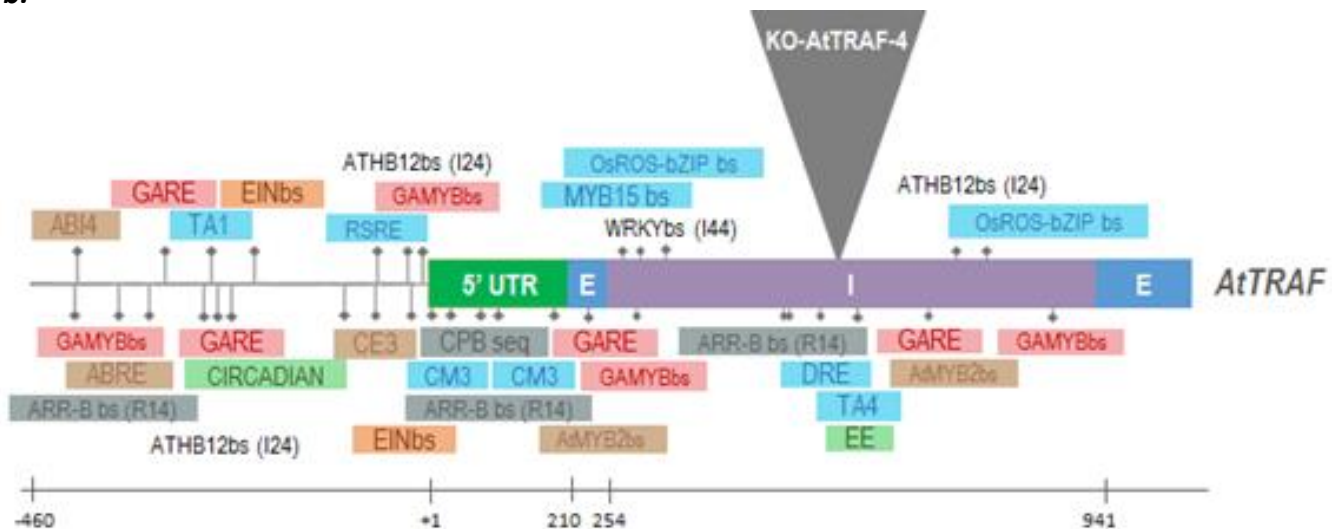 b.
KO-AtTRAF-4
ATHB12bs (I24)
OsROS-bZIP bs
GARE
EINbs
GAMYBbs
MYB15 bs
ATHB12bs (I24)
ABI4
TA1
RSRE
WRKYbs (I44)
OsROS-bZIP bs
5' UTR
E
I
E
AtTRAF
GAMYBbs
GARE
CE3
CPB seq
GARE
ARR-B bs (R14)
GARE
GAMYBbs
ABRE
CIRCADIAN
CM3
CM3
GAMYBbs
DRE
AtMYB2bs
ARR-B bs (R14)
ARR-B bs (R14)
TA4
ATHB12bs (I24)
EINbs
AtMYB2bs
EE
-460
+1
210
254
941